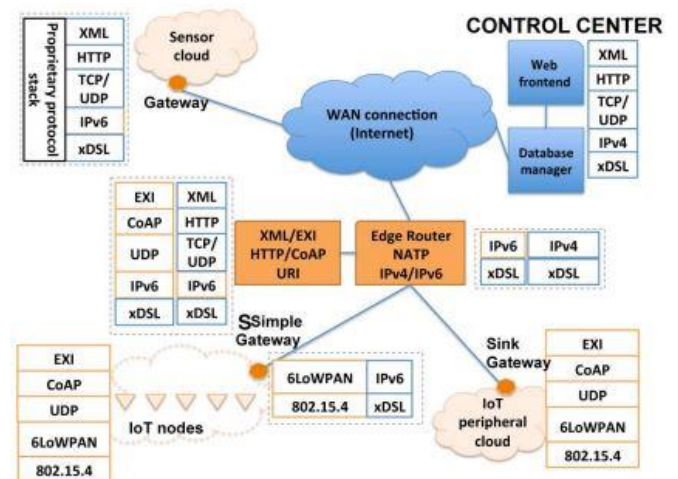 Proprietary protocol
stack
XML
HTTP
TCP/
UDP
IPv6
xDSL
Sensor
cloud
Gateway
WAN connection
(Internet)
CONTROL CENTER
Web
frontend
Database
manager
XML
HTTP
TCP/
UDP
IPv4
xDSL
EXI
CoAP
UDP
IPv6
xDSL
XML
HTTP
TCP/
UDP
IPv6
xDSL
XML/EXI
HTTP/CoAP
URI
Edge Router
NATP
IPv4/IPv6
IPv6 IPv4
xDSL xDSL
SSimple
Gateway
6LoWPAN IPv6
802.15.4 xDSL
EXI
CoAP
UDP
6LoWPAN
802.15.4
IoT nodes
Sink
Gateway
IoT
peripheral
cloud
EXI
CoAP
UDP
6LoWPAN
802.15.4